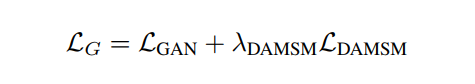 ℒ_G = ℒ_GAN + λ_DAMSM ℒ_DAMSM